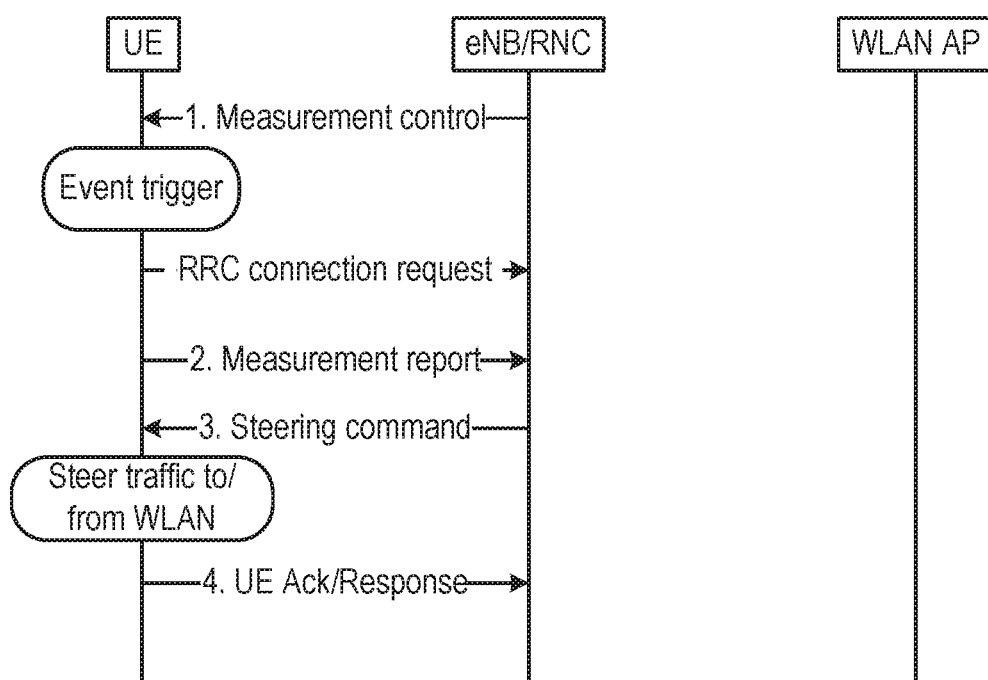 UE
eNB/RNC
WLAN AP
1. Measurement control
Event trigger
RRC connection request
2. Measurement report
3. Steering command
Steer traffic to/
from WLAN
4. UE Ack/Response